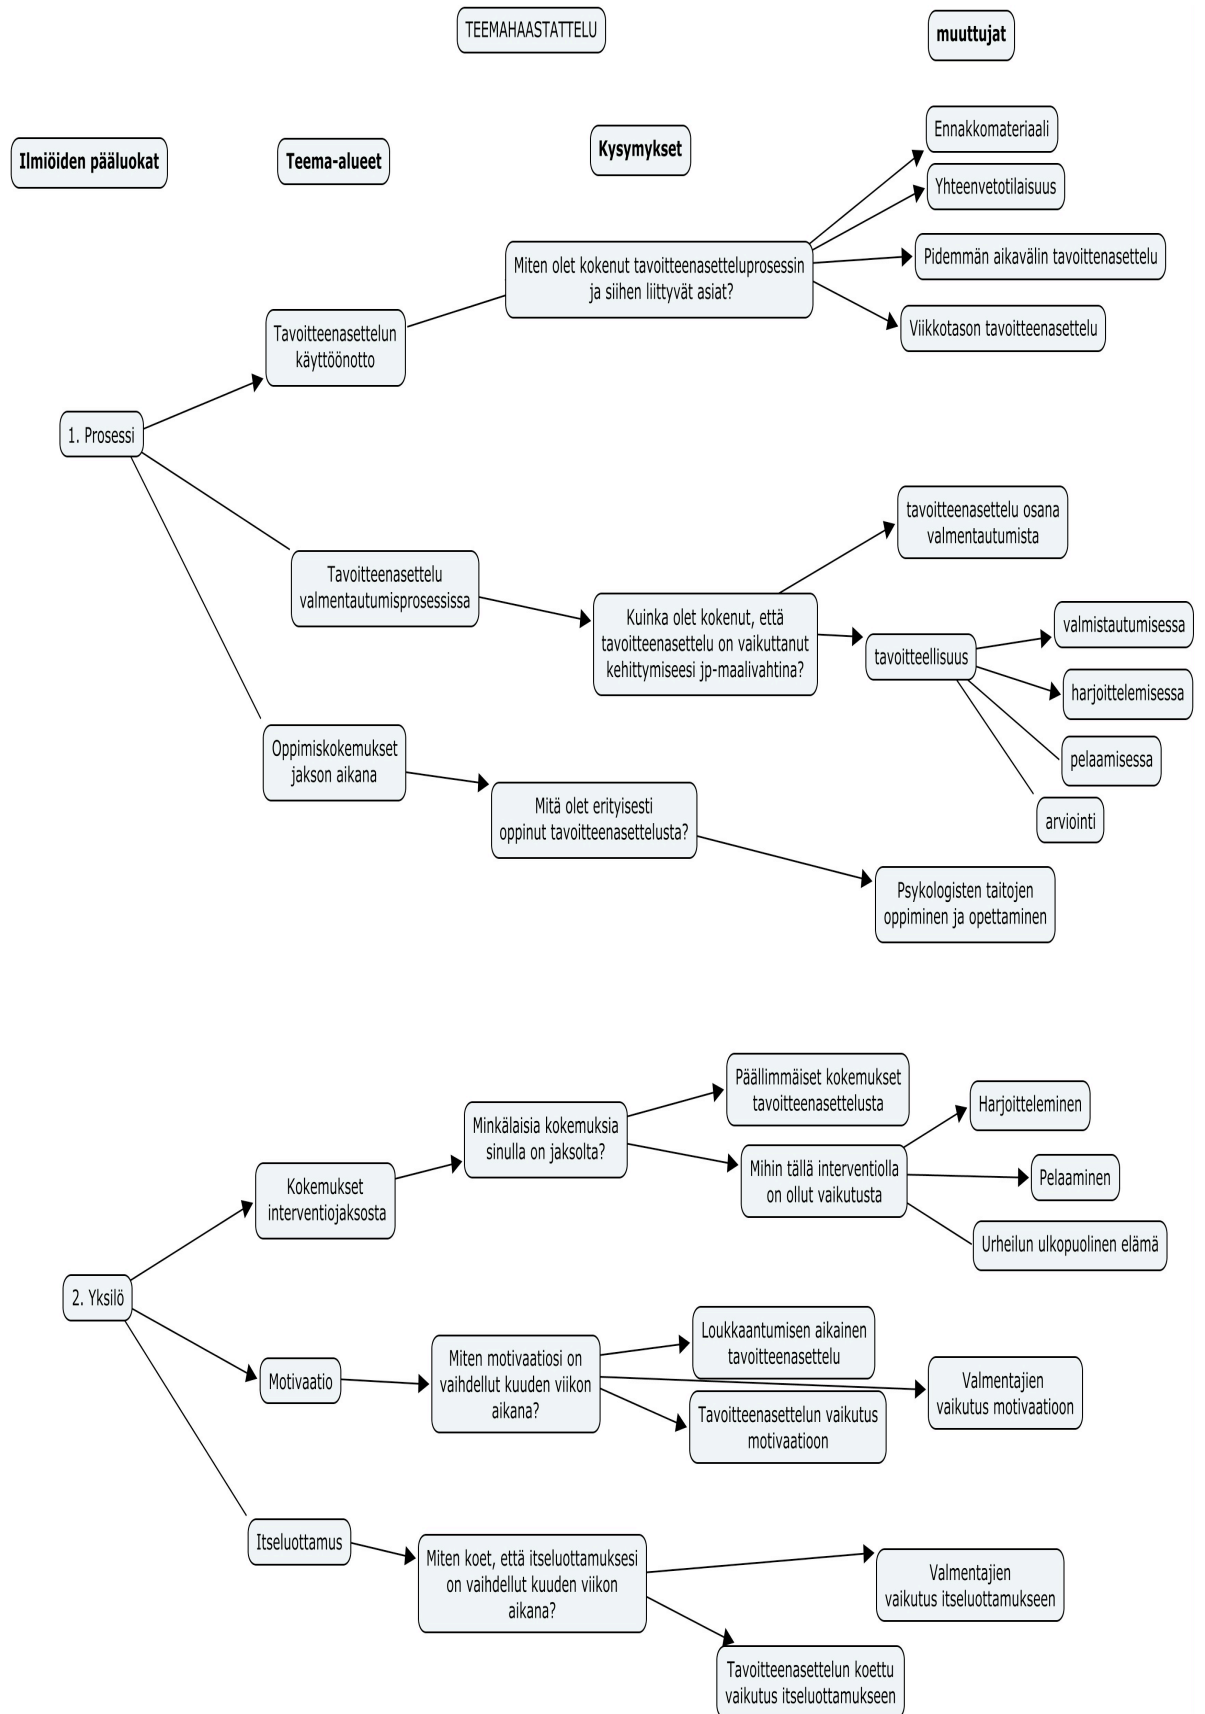 TEEMAHAASTATTELU
muuttujat
Ilmiöiden pääluokat
Teema-alueet
Kysymykset
Ennakkomateriaali
Yhteenvetotilaisuus
Miten olet kokenut tavoitteenasetteluprosessin
ja siihen liittyvät asiat?
Pidemmän aikavälin tavoittenasettelu
Viikkotason tavoitteenasettelu
Tavoitteenasettelun
käyttöönotto
1. Prosessi
tavoitteenasettelu osana
valmentautumista
Tavoitteenasettelu
valmentautumisprosessissa
Kuinka olet kokenut, että
tavoitteenasettelu on vaikuttanut
kehittymiseesi jp-maalivahtina?
tavoitteellisuus
valmistautumisessa
harjoittelemisessa
pelaamisessa
arviointi
Oppimiskokemukset
jakson aikana
Mitä olet erityisesti
oppinut tavoitteenasettelusta?
Psykologisten taitojen
oppiminen ja opettaminen
Päällimmäiset kokemukset
tavoitteenasettelusta
Harjoitteleminen
Minkälaisia kokemuksia
sinulla on jaksolta?
Mihin tällä interventiolla
on ollut vaikutusta
Pelaaminen
Kokemukset
interventiojaksosta
Urheilun ulkopuolinen elämä
2. Yksilö
Loukkaantumisen aikainen
tavoitteenasettelu
Motivaatio
Miten motivaatiosi on
vaihdellut kuuden viikon
aikana?
Valmentajien
vaikutus motivaatioon
Tavoitteenasettelun vaikutus
motivaatioon
Itseluottamus
Miten koet, että itseluottamuksesi
on vaihdellut kuuden viikon
aikana?
Valmentajien
vaikutus itseluottamukseen
Tavoitteenasettelun koettu
vaikutus itseluottamukseen